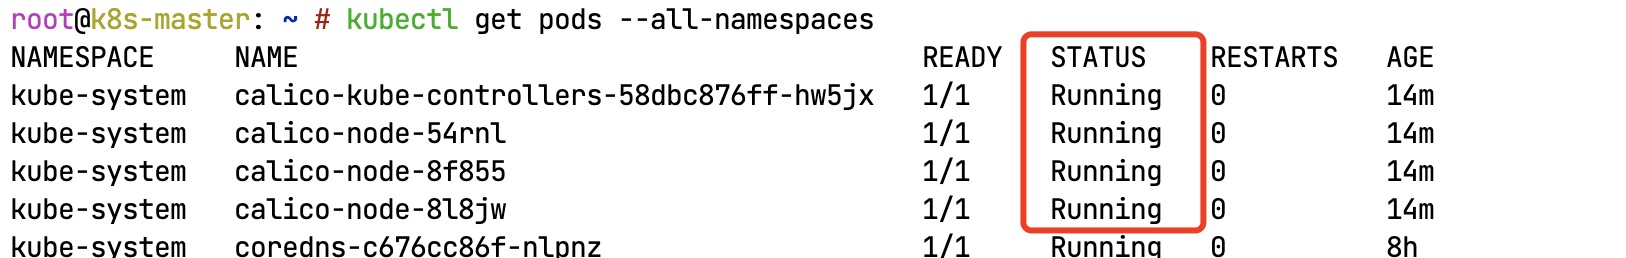 root@k8s-master: ~ # kubectl get pods --all-namespaces
NAMESPACE     NAME                                       READY   STATUS    RESTARTS   AGE
kube-system   calico-kube-controllers-58dbc876ff-hw5jx   1/1     Running   0          14m
kube-system   calico-node-54rnl                          1/1     Running   0          14m
kube-system   calico-node-8f855                          1/1     Running   0          14m
kube-system   calico-node-8l8jw                          1/1     Running   0          14m
kube-system   coredns-c676cc86f-nlpnz                    1/1     Running   0          8h